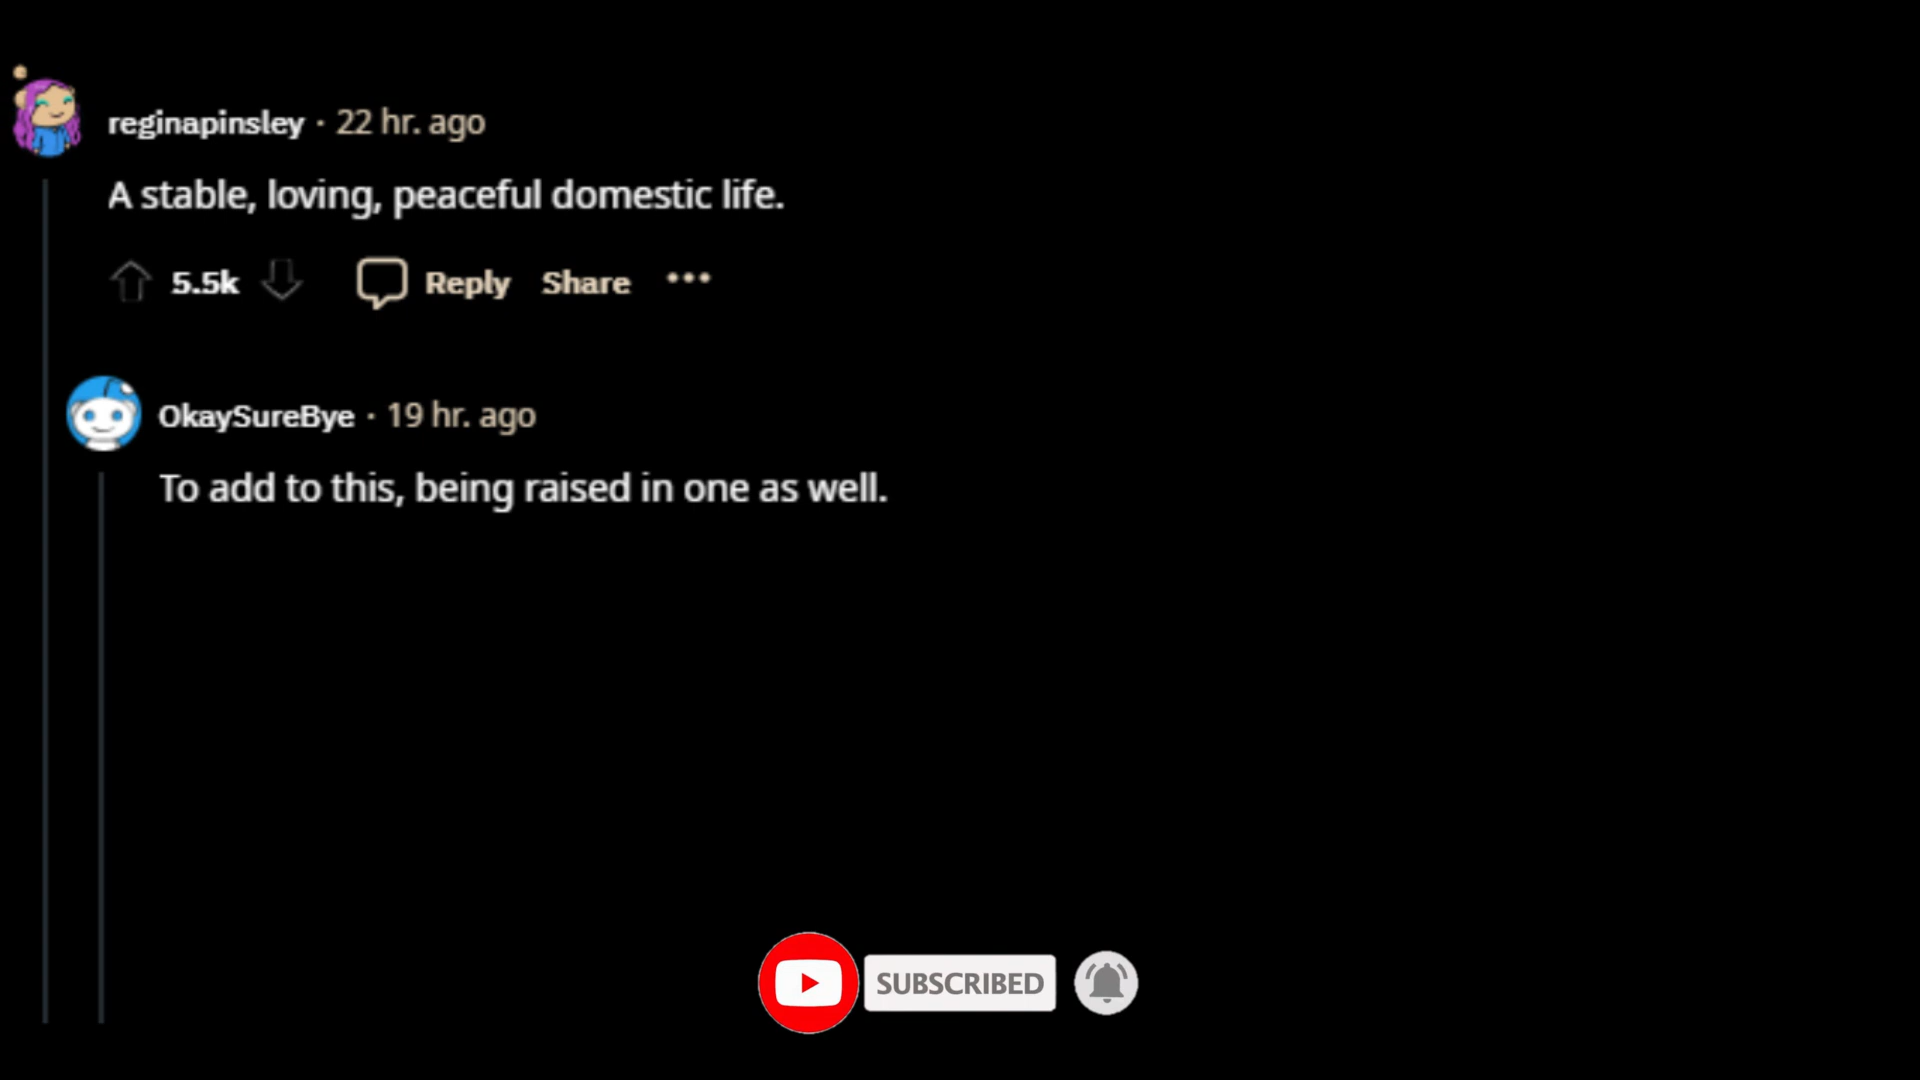 reginapinsley · 22 hr. ago
A stable, loving, peaceful domestic life.
5.5k Reply Share •••
OkaySureBye · 19 hr. ago
To add to this, being raised in one as well.
SUBSCRIBED